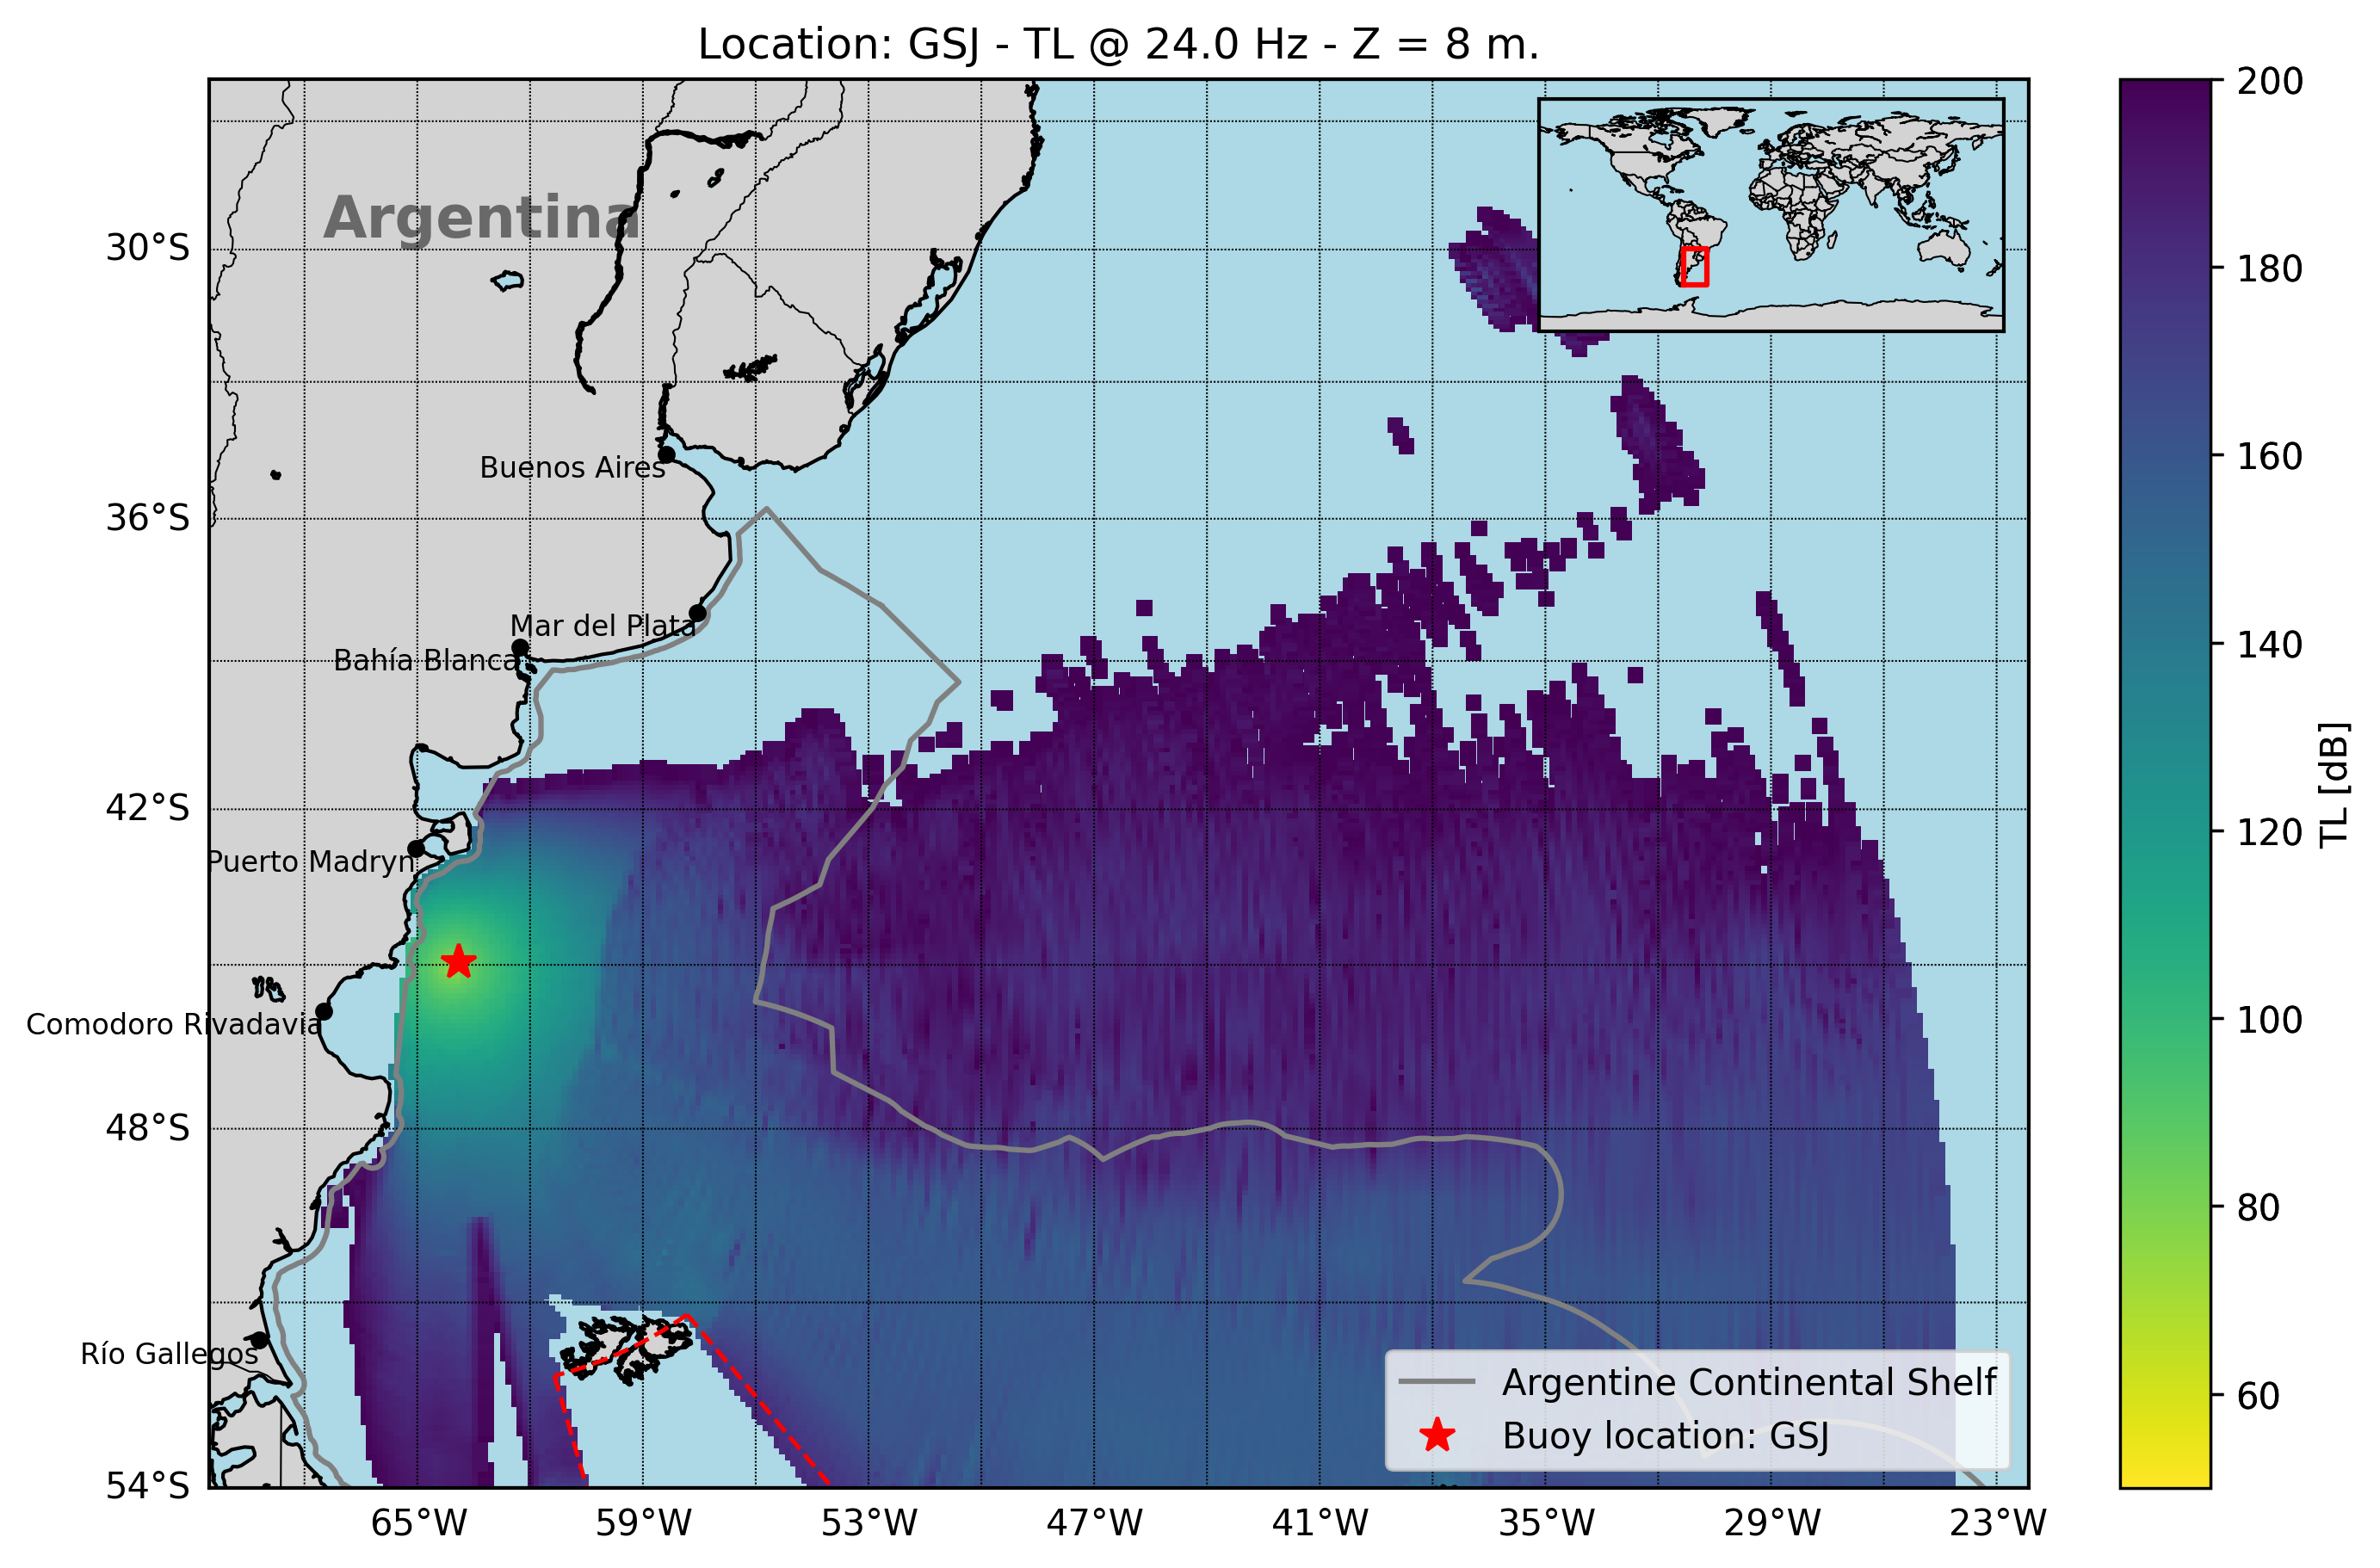 Location: GSJ - TL @ 24.0 Hz - Z = 8 m.
Argentina
Buenos Aires
Mar del Plata
Bahía Blanca
Puerto Madryn
Comodoro Rivadavia
Río Gallegos
30°S
36°S
42°S
48°S
54°S
65°W
59°W
53°W
47°W
41°W
35°W
29°W
23°W
Argentine Continental Shelf
Buoy location: GSJ
200
180
160
140
120
100
80
60
TL [dB]